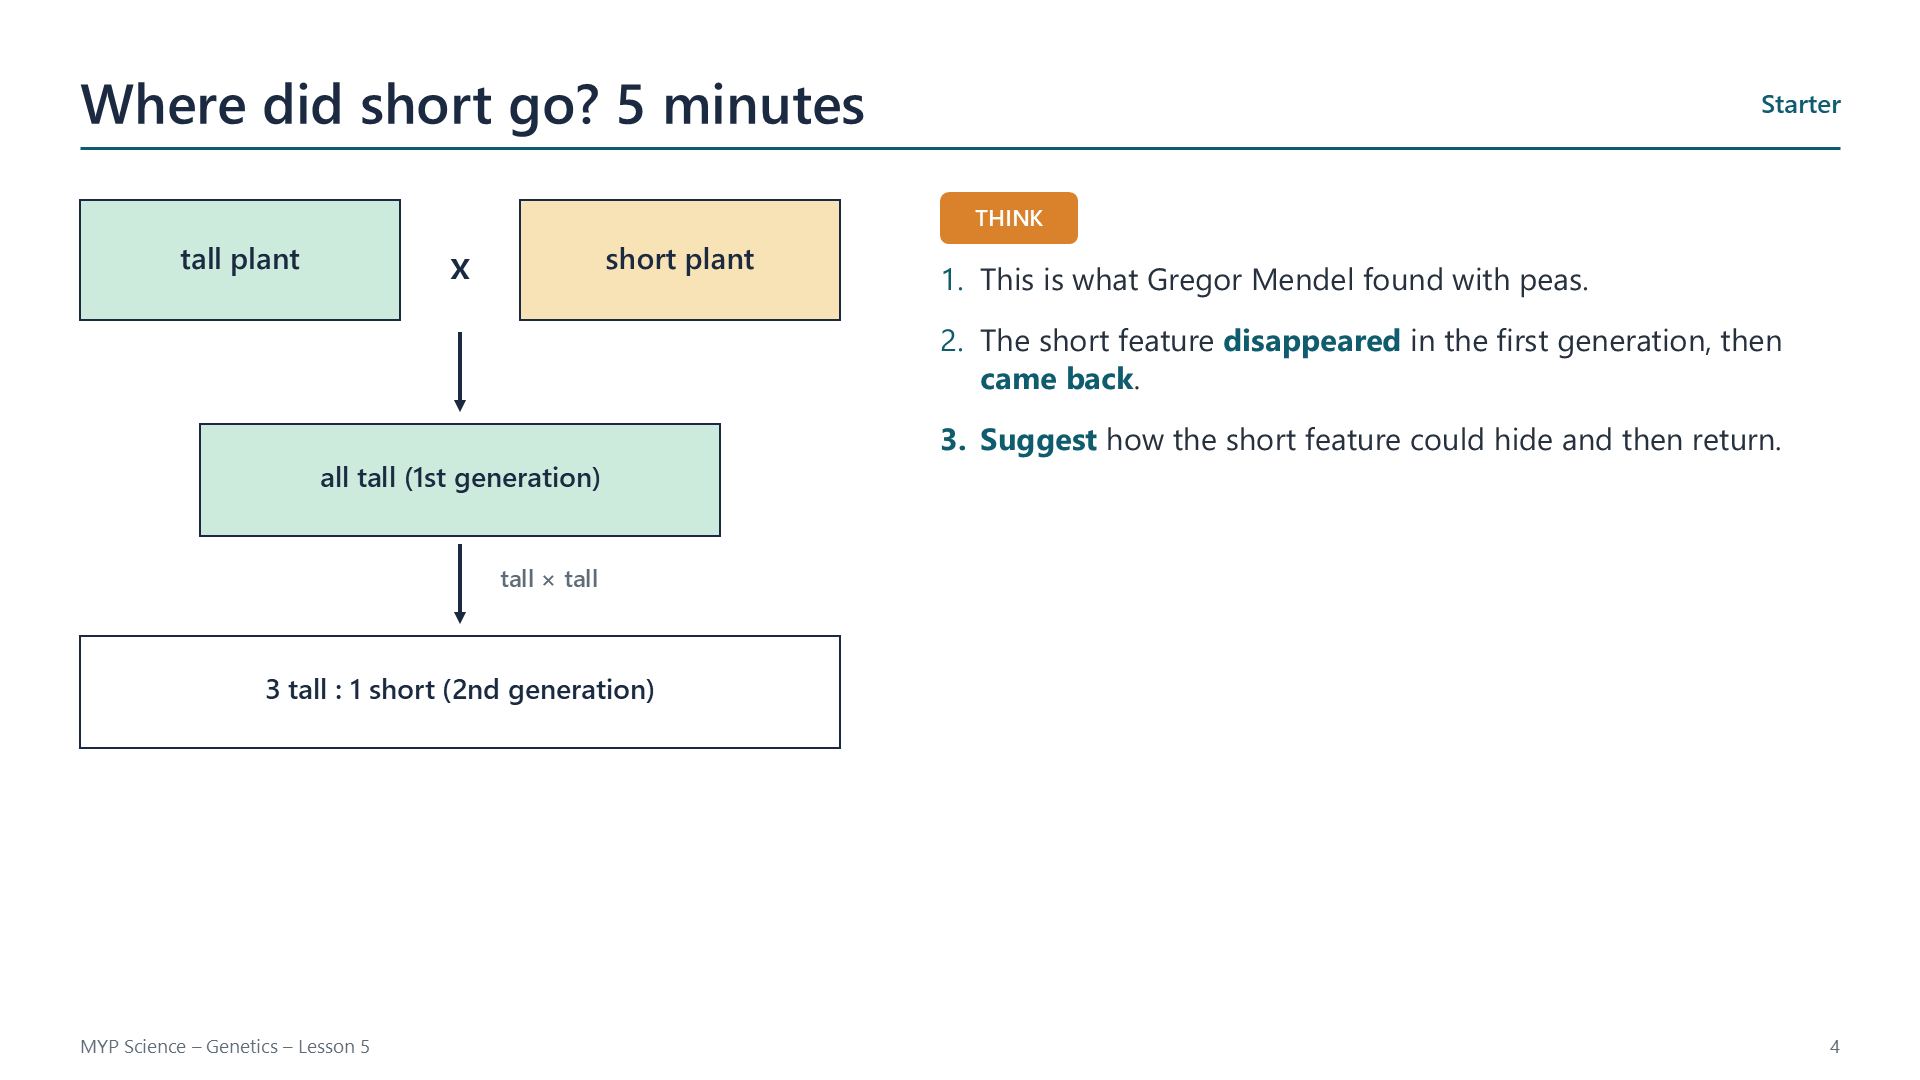 Where did short go? 5 minutes
Starter
tall plant
x
short plant
all tall (1st generation)
tall × tall
3 tall : 1 short (2nd generation)
THINK
1. This is what Gregor Mendel found with peas.
2. The short feature disappeared in the first generation, then
came back.
3. Suggest how the short feature could hide and then return.
MYP Science – Genetics – Lesson 5
4